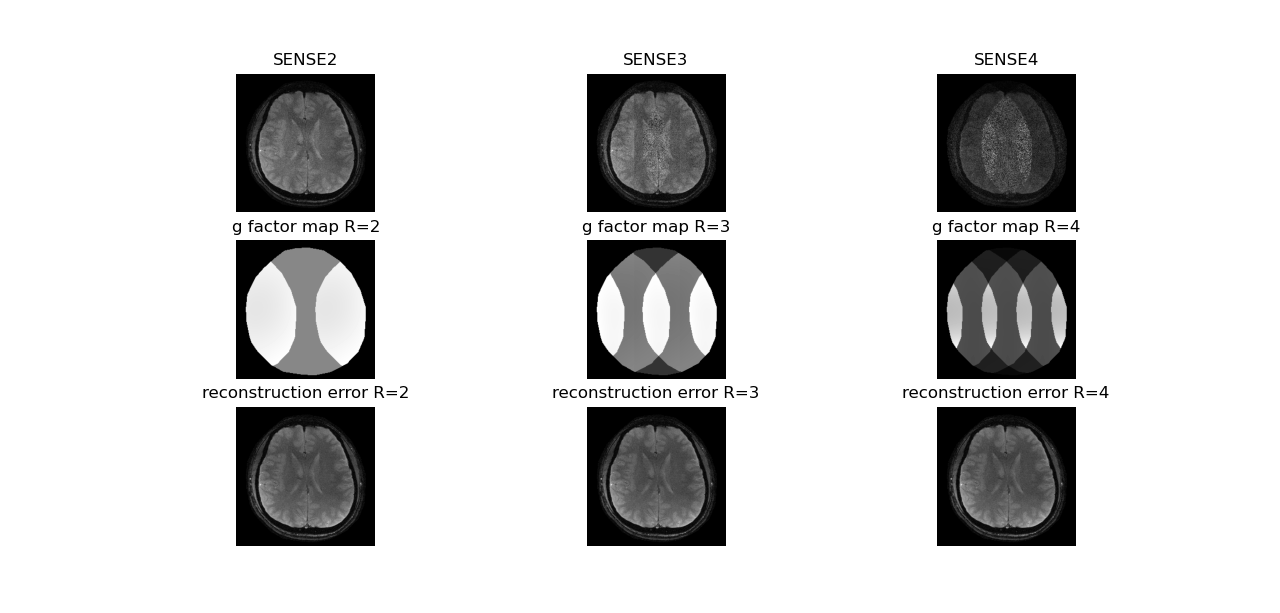 SENSE2
SENSE3
SENSE4
g factor map R=2
g factor map R=3
g factor map R=4
reconstruction error R=2
reconstruction error R=3
reconstruction error R=4